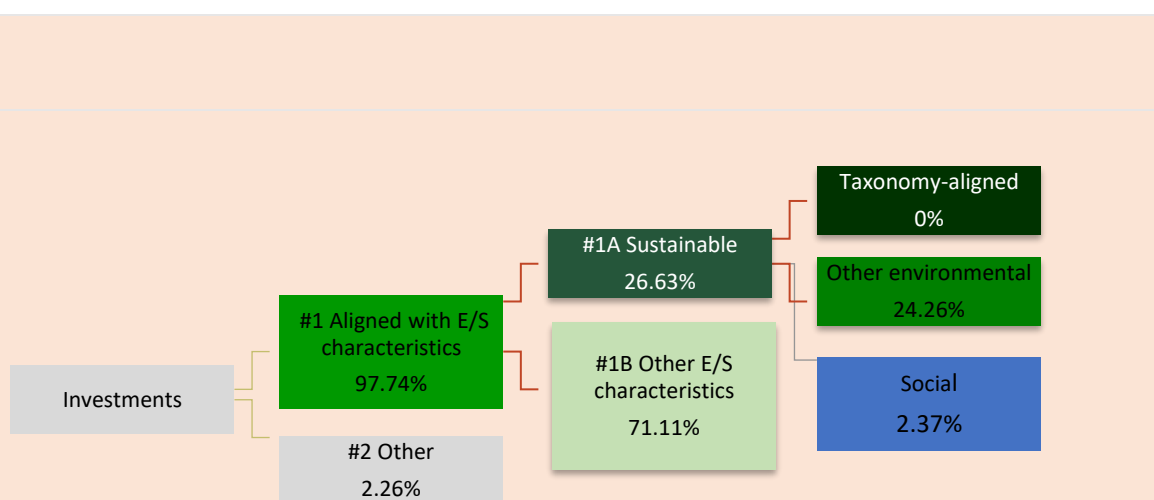 Investments
#1 Aligned with E/S
characteristics
97.74%
#2 Other
2.26%
#1A Sustainable
26.63%
#1B Other E/S
characteristics
71.11%
Taxonomy-aligned
0%
Other environmental
24.26%
Social
2.37%